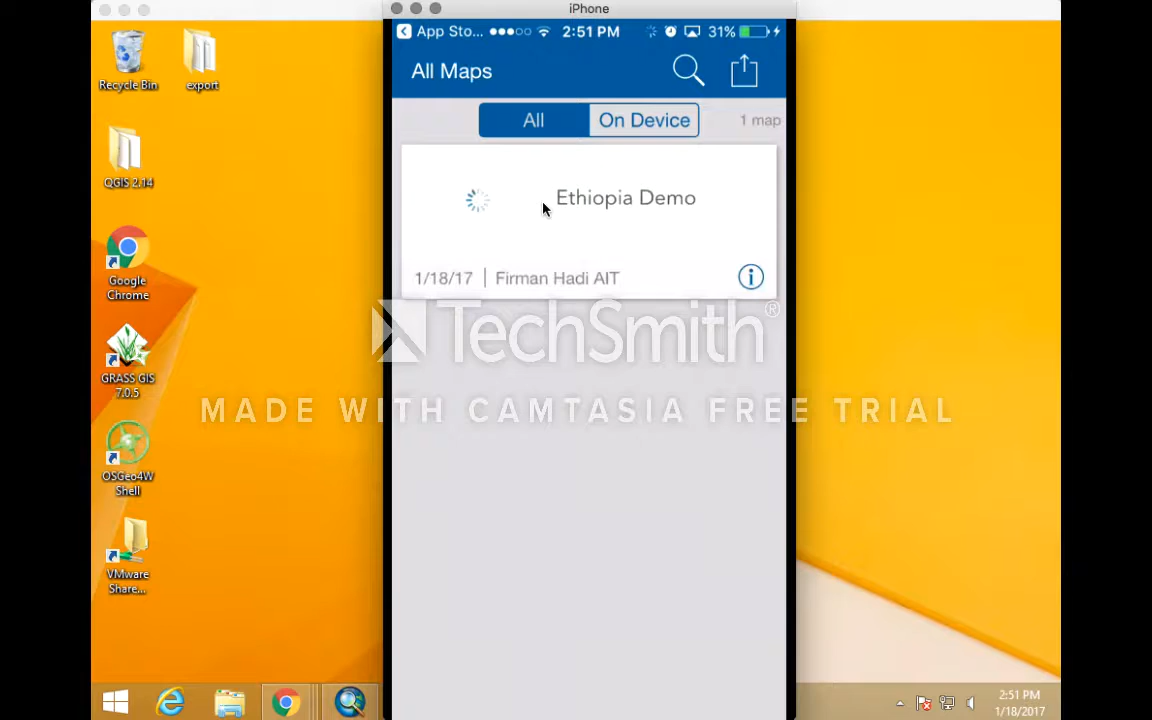 iPhone
App Sto... 2:51 PM 31%
All Maps
All On Device 1 map
Ethiopia Demo
1/18/17 | Firman Hadi AIT
TechSmith®
MADE WITH CAMTASIA FREE TRIAL
Recycle Bin
export
QGIS 2.14
Google
Chrome
GRASS GIS
7.0.5
OSGeo4W
Shell
VMware
Share...
2:51 PM
1/18/2017